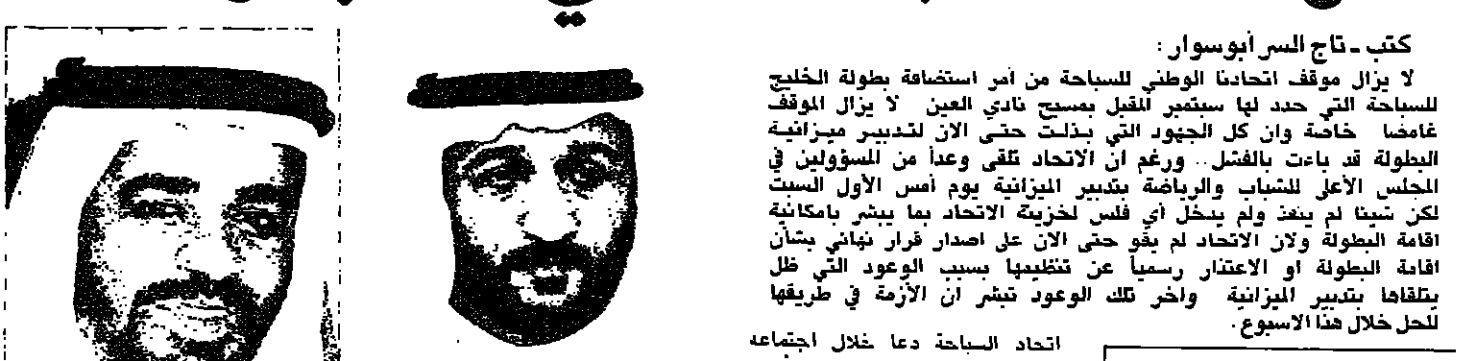 كتب ـ تاج السر أبوسوار :
لا يزال موقف اتحادنا الوطني للسباحة من أمر استضافة بطولة الخليج
للسباحة التي حدد لها سبتمبر المقبل بمسبح نادي العين لا يزال الموقف
غامضا خاصة وان كل الجهود التي بذلت حتى الان لتدبير ميزانية
البطولة قد باءت بالفشل .. ورغم ان الاتحاد تلقى وعداً من المسؤولين في
المجلس الأعلى للشباب والرياضة بتدبير الميزانية يوم أمس الأول السبت
لكن شيئا لم ينفذ ولم يدخل أي فلس لخزينة الاتحاد بما يبشر بامكانية
اقامة البطولة ولان الاتحاد لم يقو حتى الان على اصدار قرار نهائي بشأن
اقامة البطولة او الاعتذار رسمياً عن تنظيمها بسبب الوعود التي ظل
يتلقاها بتدبير الميزانية واخر تلك الوعود تبشر ان الأزمة في طريقها
للحل خلال هذا الاسبوع .
اتحاد السباحة دعا خلال اجتماعه